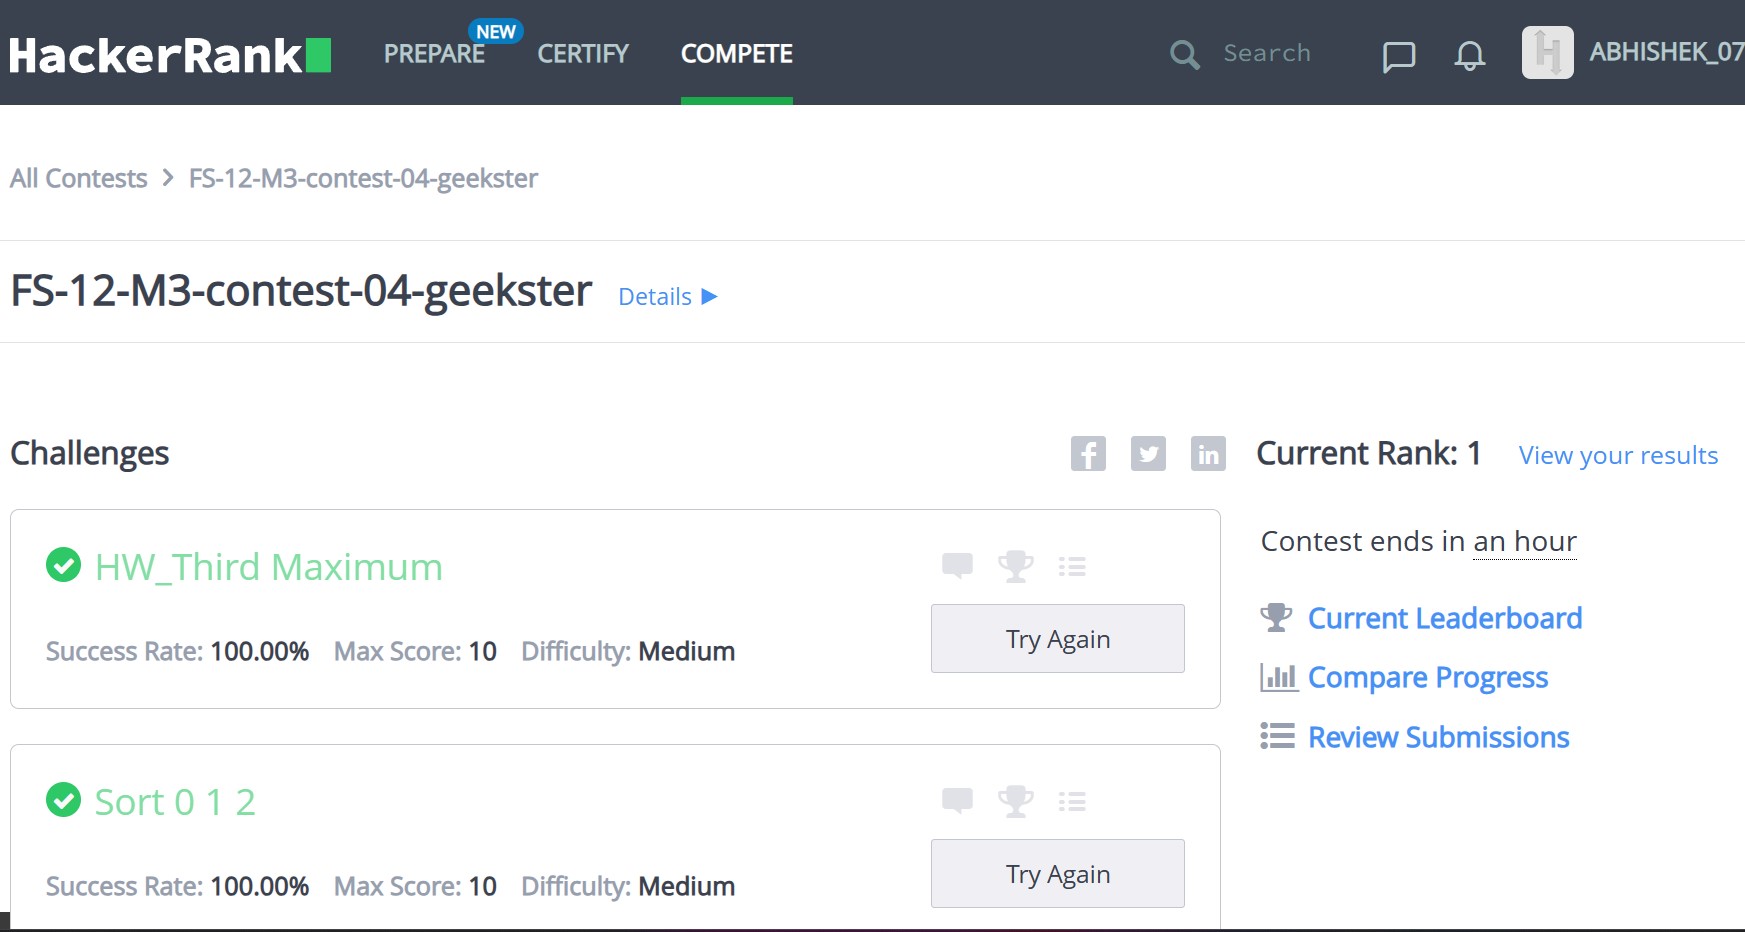 HackerRank
PREPARE
NEW
CERTIFY
COMPETE
Search
ABHISHEK_07
All Contests > FS-12-M3-contest-04-geekster
FS-12-M3-contest-04-geekster Details ▶
Challenges
HW_Third Maximum
Success Rate: 100.00% Max Score: 10 Difficulty: Medium
Try Again
Sort 0 1 2
Success Rate: 100.00% Max Score: 10 Difficulty: Medium
Try Again
Current Rank: 1 View your results
Contest ends in an hour
Current Leaderboard
Compare Progress
Review Submissions